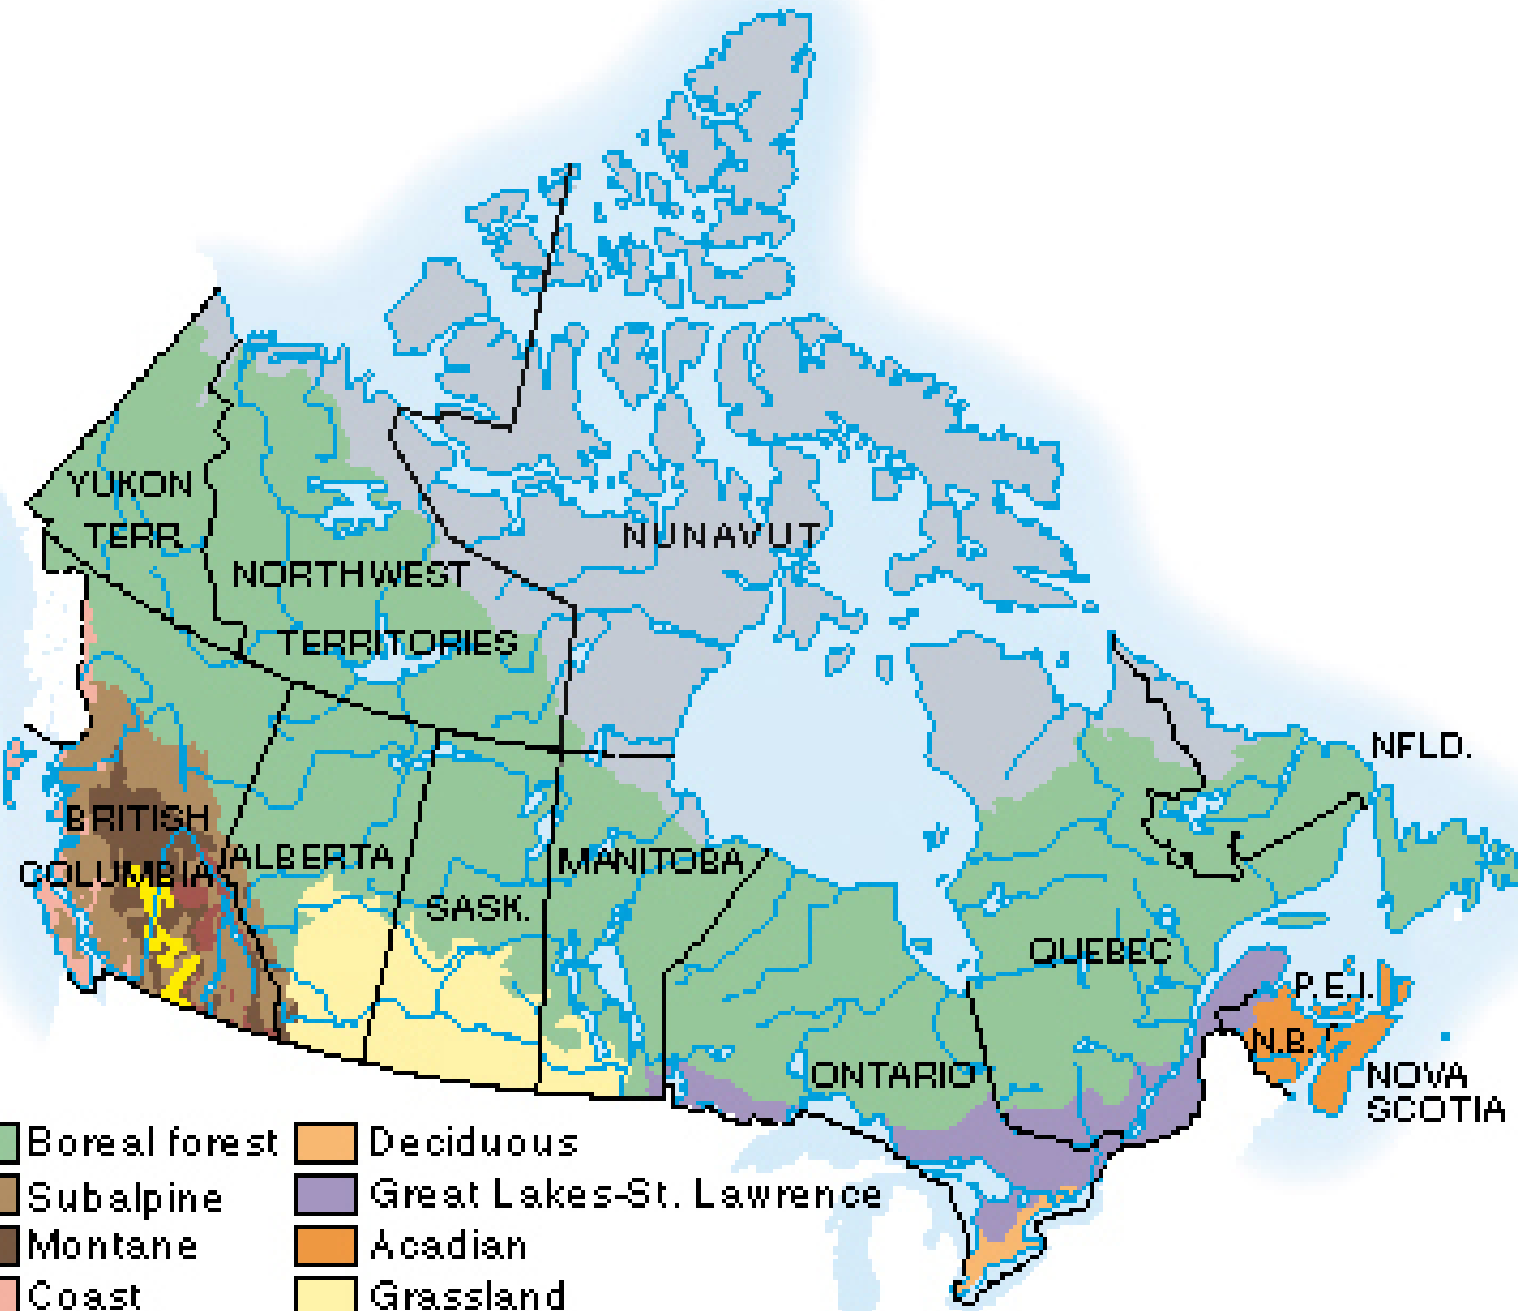 YUKON
TERR.
NORTHWEST
TERRITORIES
NUNAVUT
NFLD.
BRITISH
COLUMBIA
ALBERTA
SASK.
MANITOBA
QUEBEC
P.E.I.
N.B.
ONTARIO
NOVA
SCOTIA
Boreal forest
Deciduous
Subalpine
Great Lakes-St. Lawrence
Montane
Acadian
Coast
Grassland